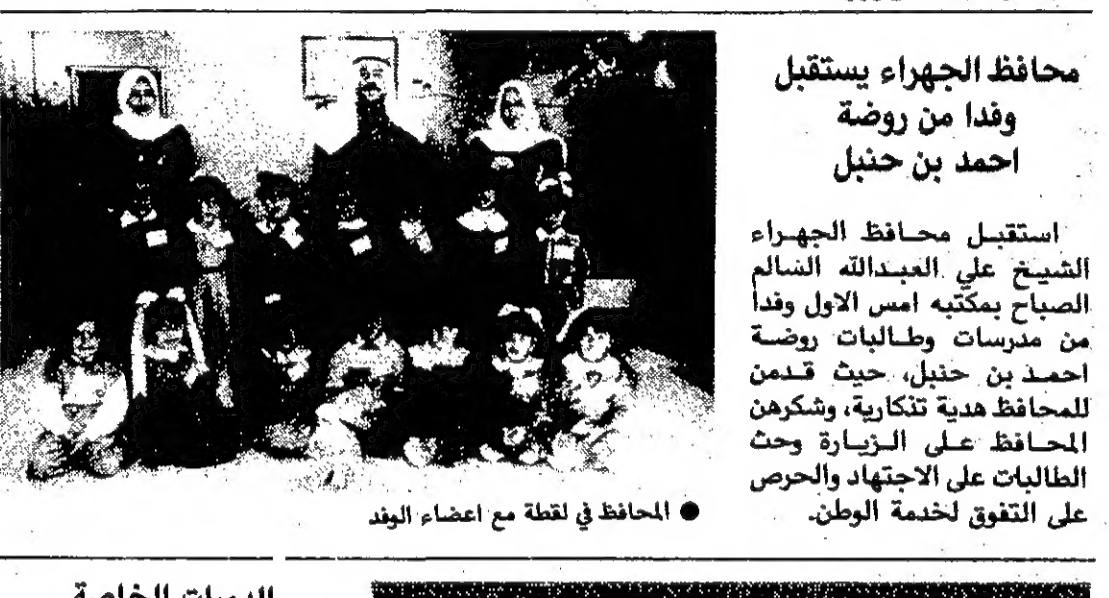 محافظ الجهراء يستقبل
وفدا من روضة
احمد بن حنبل
استقبل محافظ الجهراء
الشيخ علي العبدالله السالم
الصباح بمكتبه امس الاول وفدا
من مدرسات وطالبات روضة
احمد بن حنبل، حيث قدمن
للمحافظ هدية تذكارية، وشكرهن
المحافظ على الزيارة وحث
الطالبات على الاجتهاد والحرص
على التفوق لخدمة الوطن.
● المحافظ في لقطة مع اعضاء الوفد